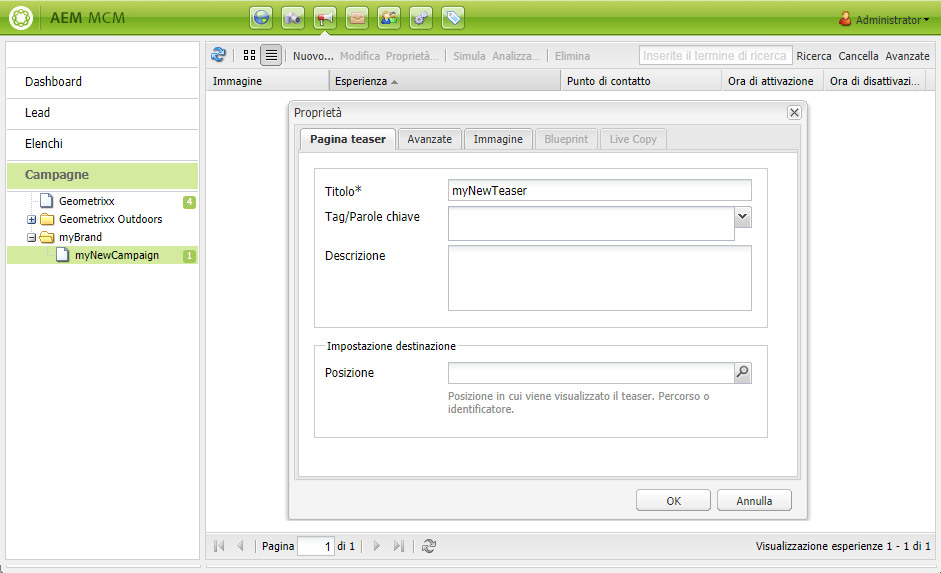 AEM MCM
Administrator
Dashboard
Lead
Elenchi
Campagne
Geometrixx 4
Geometrixx Outdoors
myBrand
myNewCampaign 1
Nuovo... Modifica Proprietà... Simula Analizza... Elimina Inserite il termine di ricerca Ricerca Cancella Avanzate
Immagine Esperienza Punto di contatto Ora di attivazione Ora di disattivazi...
Proprietà
Pagina teaser Avanzate Immagine Blueprint Live Copy
Titolo* myNewTeaser
Tag/Parole chiave
Descrizione
Impostazione destinazione
Posizione
Posizione in cui viene visualizzato il teaser. Percorso o
identificatore.
OK Annulla
Pagina 1 di 1 Visualizzazione esperienze 1 - 1 di 1